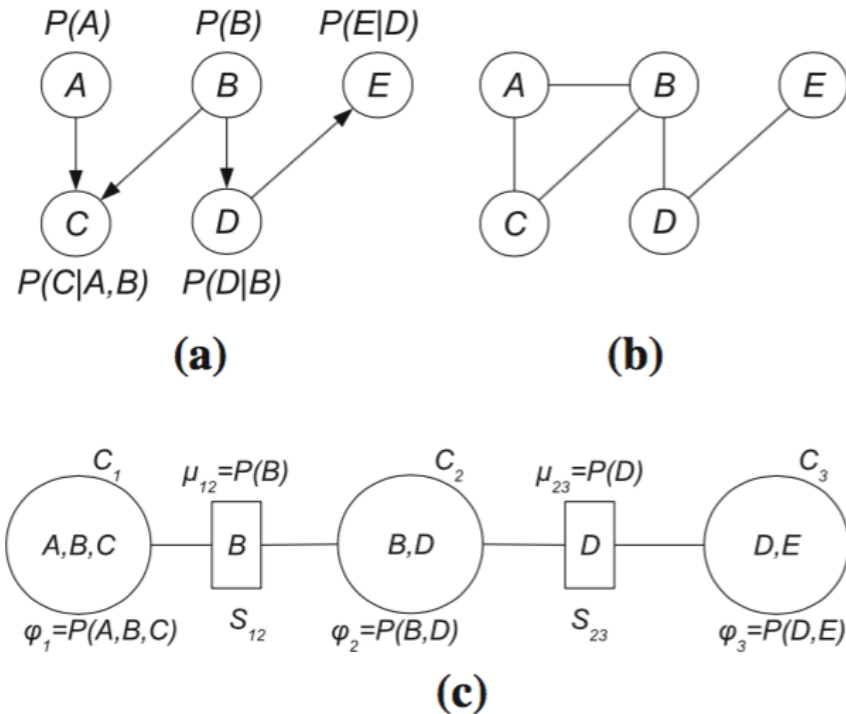 P(A) P(B) P(E|D)
A B E A B E
C D C D
P(C|A,B) P(D|B)
(a) (b)
C₁ μ₁₂=P(B) C₂ μ₂₃=P(D) C₃
A,B,C B B,D D D,E
φ₁=P(A,B,C) S₁₂ φ₂=P(B,D) S₂₃ φ₃=P(D,E)
(c)